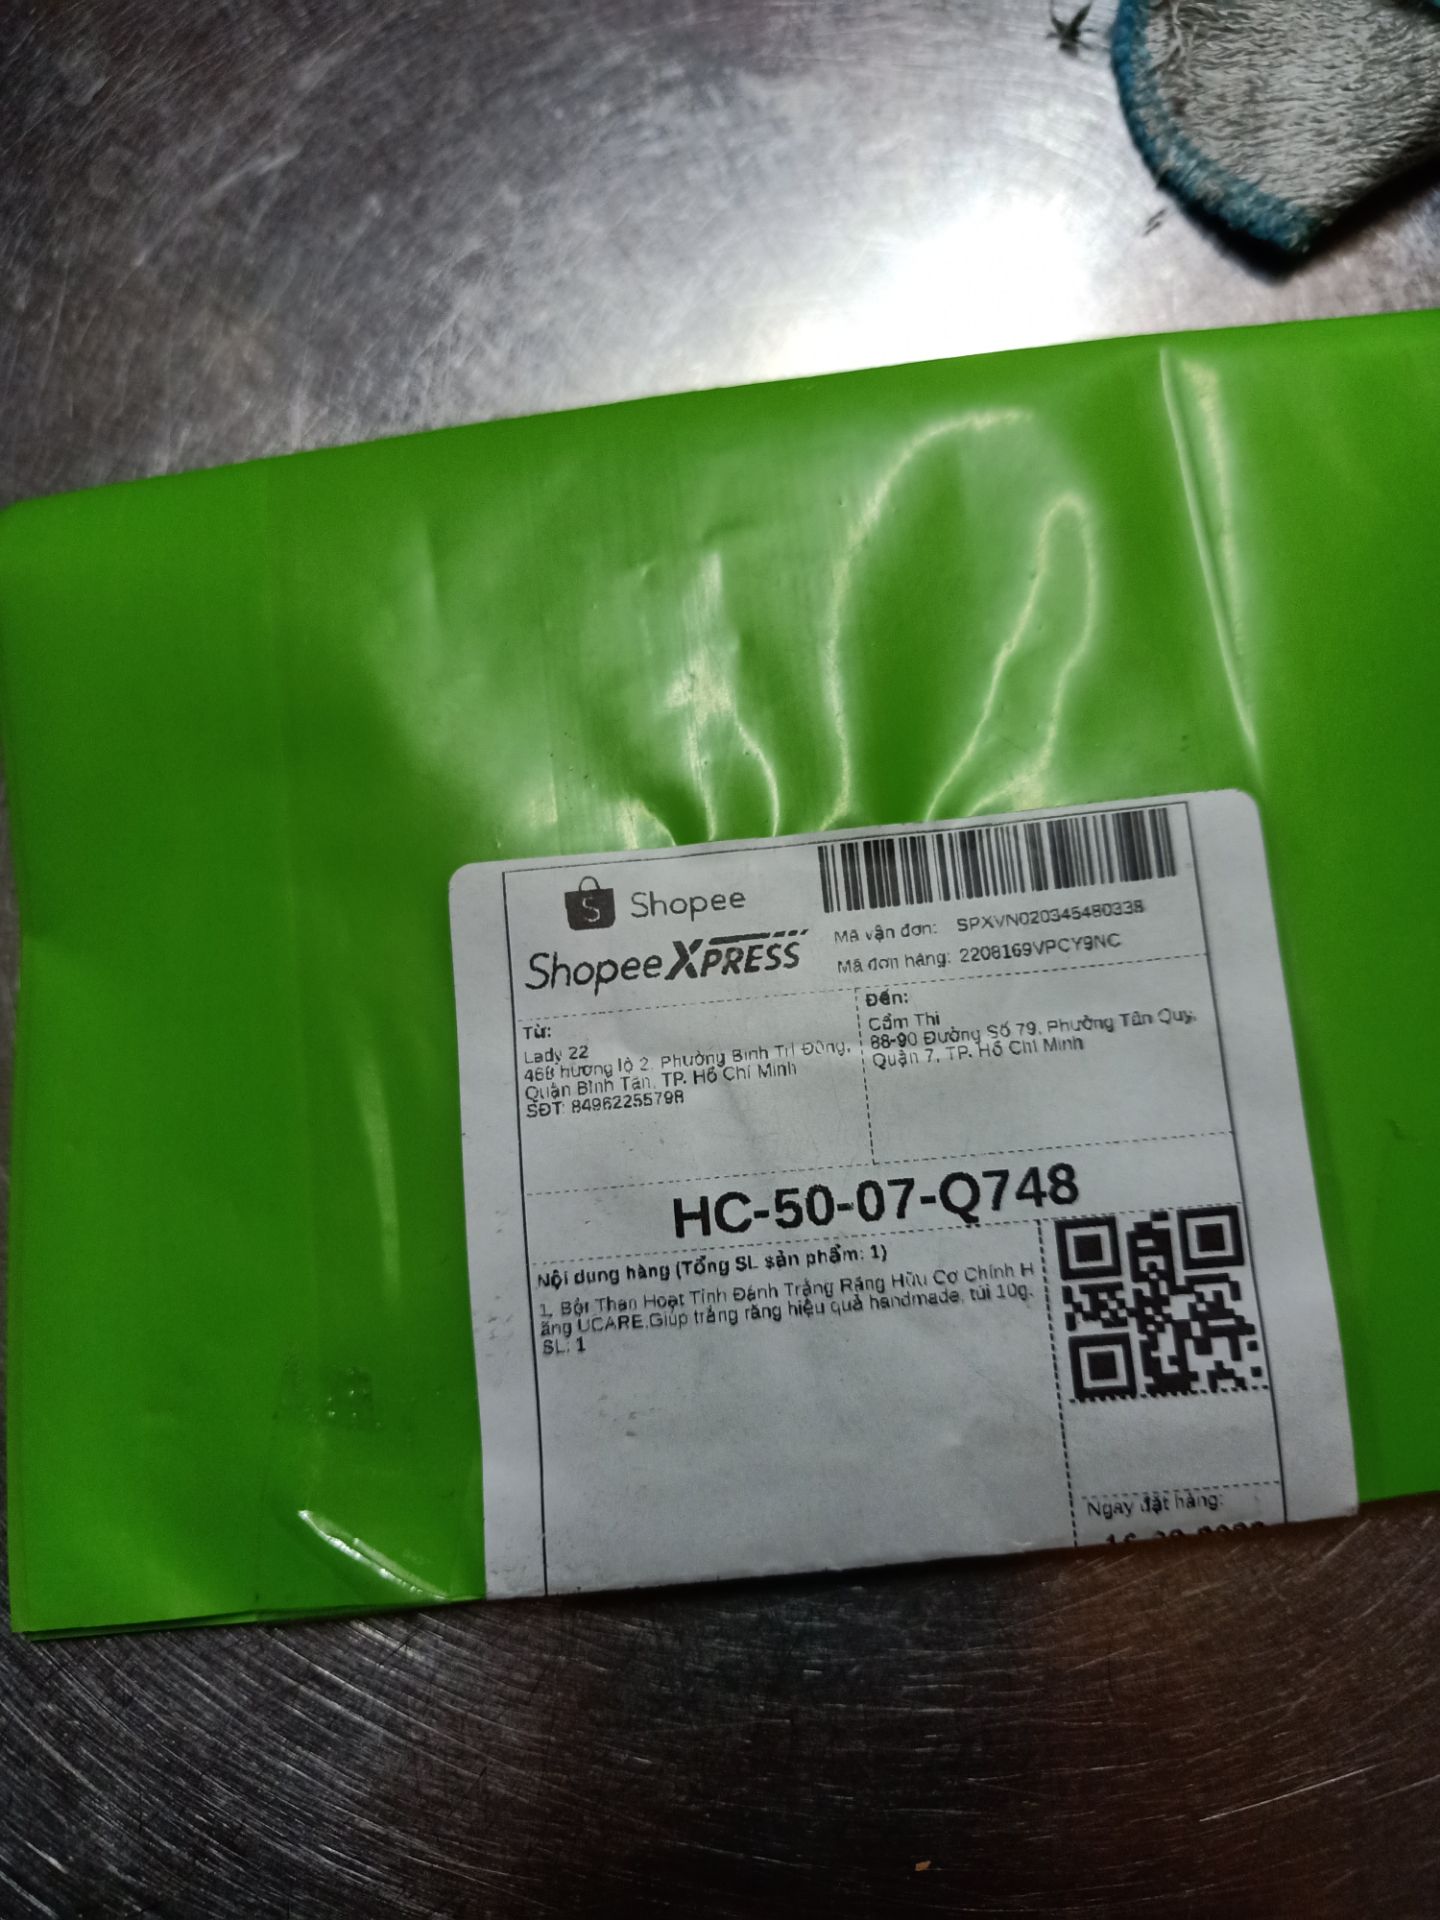 Shopee
Shopee XPRESS
Mã vận đơn: SPXVN020345480338
Mã đơn hàng: 2208169VPCY9NC
Từ:
Lady 22
468 hương lộ 2, Phường Bình Trị Đông,
Quận Bình Tân, TP. Hồ Chí Minh
SĐT: 84962255798
Đến:
Cẩm Thi
88-90 Đường Số 79, Phường Tân Quy,
Quận 7, TP. Hồ Chí Minh
HC-50-07-Q748
Nội dung hàng (Tổng SL sản phẩm: 1)
1. Bột Than Hoạt Tính Đánh Trắng Răng Hữu Cơ Chính H
ãng UCARE,Giúp trắng răng hiệu quả handmade, túi 10g,
SL: 1
Ngày đặt hàng: